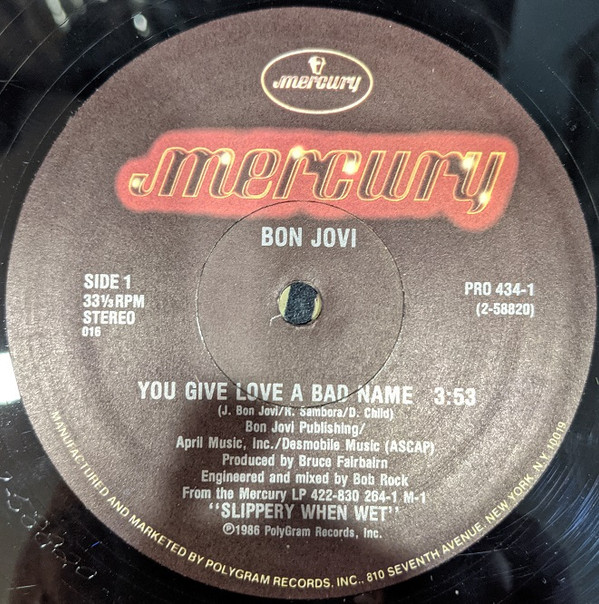 mercury
mercury
BON JOVI
SIDE 1
33⅓ RPM
STEREO
016
PRO 434-1
(2-58820)
YOU GIVE LOVE A BAD NAME 3:53
(J. Bon Jovi/R. Sambora/D. Child)
Bon Jovi Publishing/
April Music, Inc./Desmobile Music (ASCAP)
Produced by Bruce Fairbairn
Engineered and mixed by Bob Rock
From the Mercury LP 422-830 264-1 M-1
"SLIPPERY WHEN WET"
℗1986 PolyGram Records, Inc.
MANUFACTURED AND MARKETED BY POLYGRAM RECORDS. INC., 810 SEVENTH AVENUE, NEW YORK, N.Y. 10019